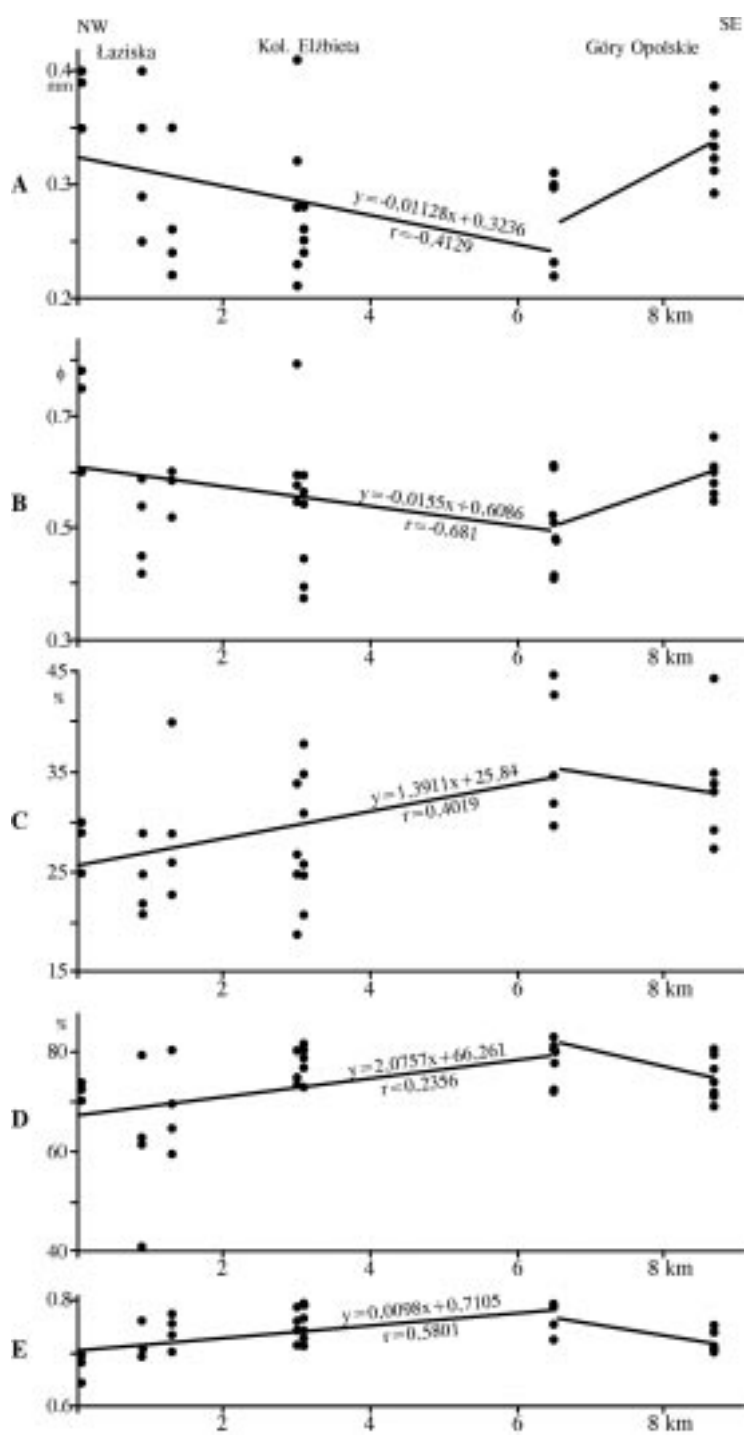 NW
SE
Łaziska
Kol. Elżbieta
Góry Opolskie
0.4
mm
A
0.3
y=-0,01128x+0,3236
r=-0,4129
0.2
2
4
6
8 km
ϕ
0.7
B
y=-0,0155x+0,6086
0.5
r=-0,681
0.3
2
4
6
8 km
45
%
35
y=1,3911x+25,84
C
r=0,4019
25
15
2
4
6
8 km
%
80
y=2,0757x+66,261
r=0,2356
D
60
40
2
4
6
8 km
0.8
y=0,0098x+0,7105
E
r=0,5801
0.6
2
4
6
8 km